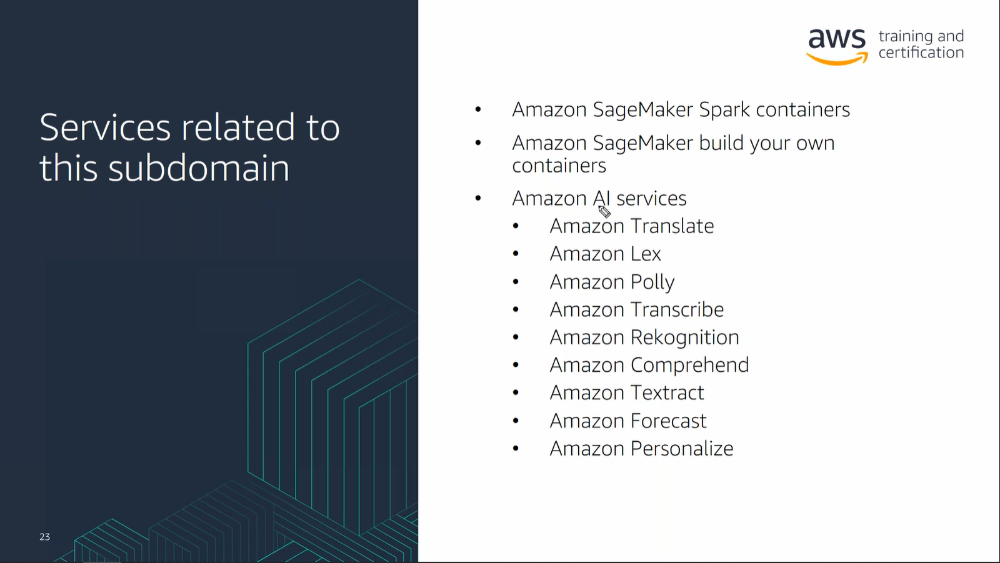 aws training and
certification
Services related to
this subdomain
• Amazon SageMaker Spark containers
• Amazon SageMaker build your own
containers
• Amazon AI services
• Amazon Translate
• Amazon Lex
• Amazon Polly
• Amazon Transcribe
• Amazon Rekognition
• Amazon Comprehend
• Amazon Textract
• Amazon Forecast
• Amazon Personalize
23